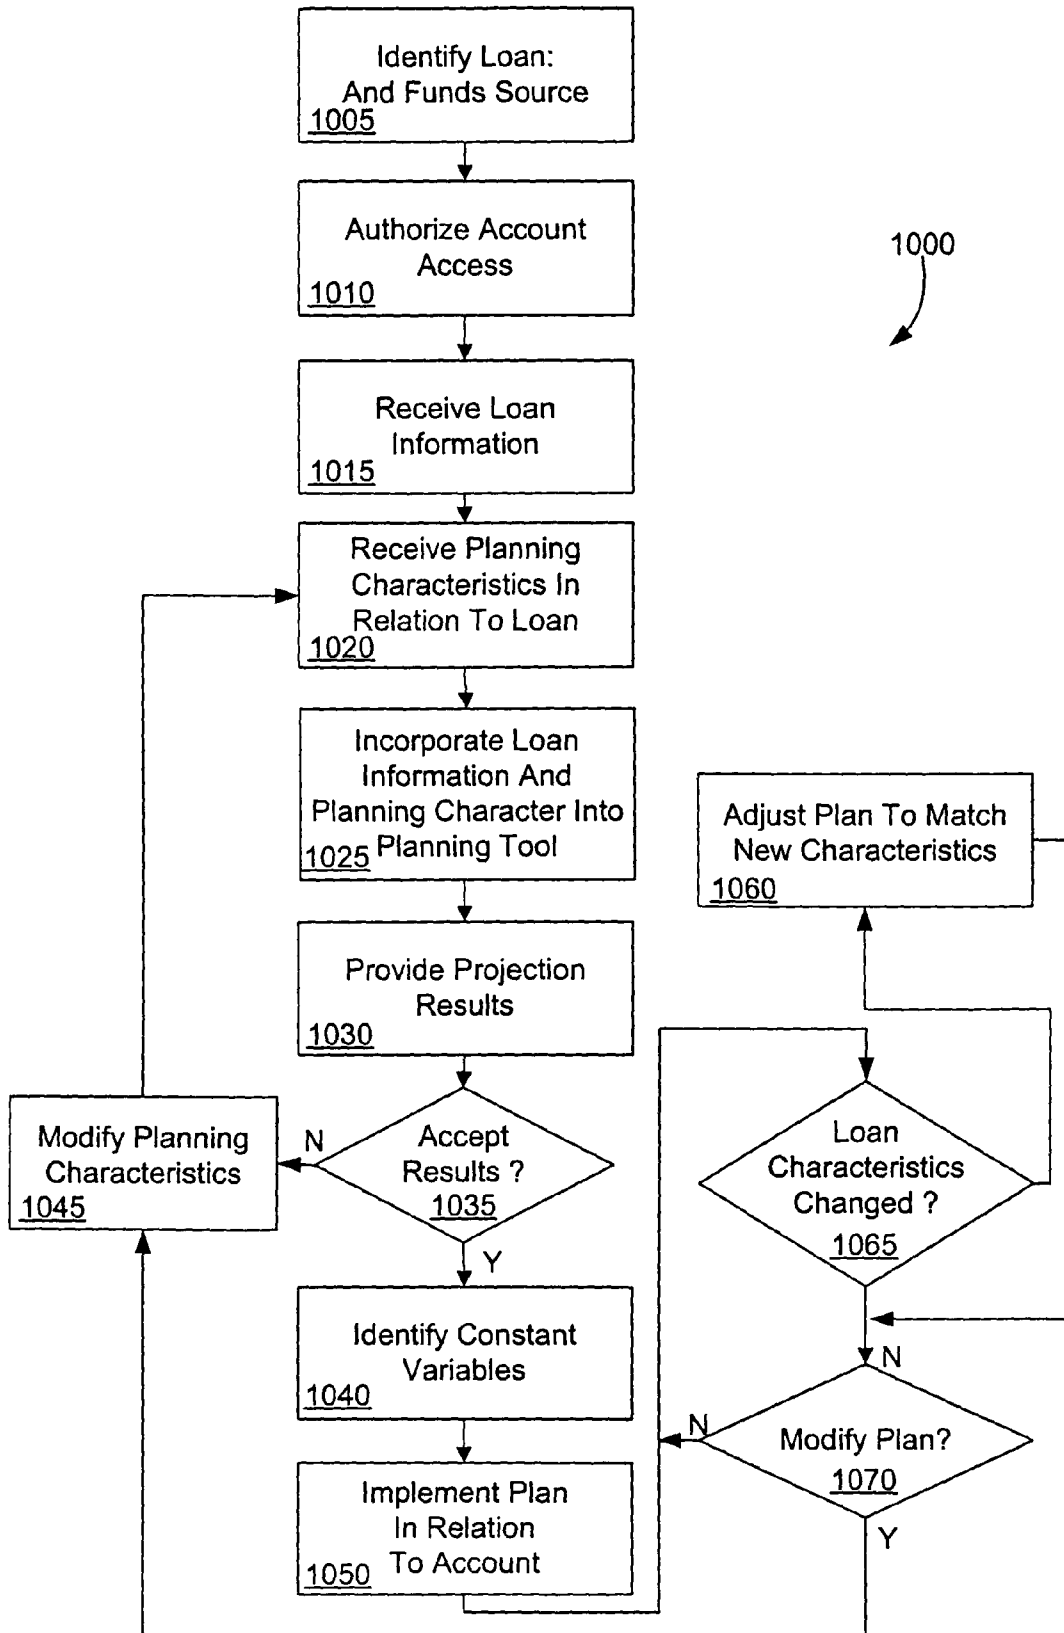 Identify Loan:
And Funds Source
1005
Authorize Account
Access
1010
1000
Receive Loan
Information
1015
Receive Planning
Characteristics In
Relation To Loan
1020
Incorporate Loan
Information And
Planning Character Into
Planning Tool
1025
Adjust Plan To Match
New Characteristics
1060
Provide Projection
Results
1030
Modify Planning
Characteristics
1045
N
Accept
Results ?
1035
Y
Loan
Characteristics
Changed ?
1065
N
Identify Constant
Variables
1040
N
Modify Plan?
1070
Y
Implement Plan
In Relation
To Account
1050